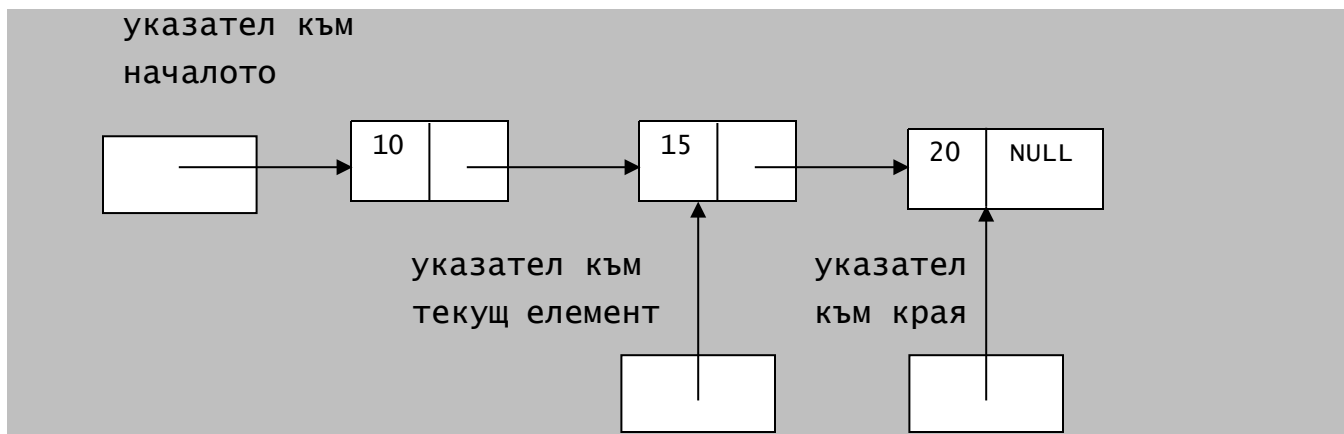 указател към
началото
10
15
20 NULL
указател към
текущ елемент
указател
към края